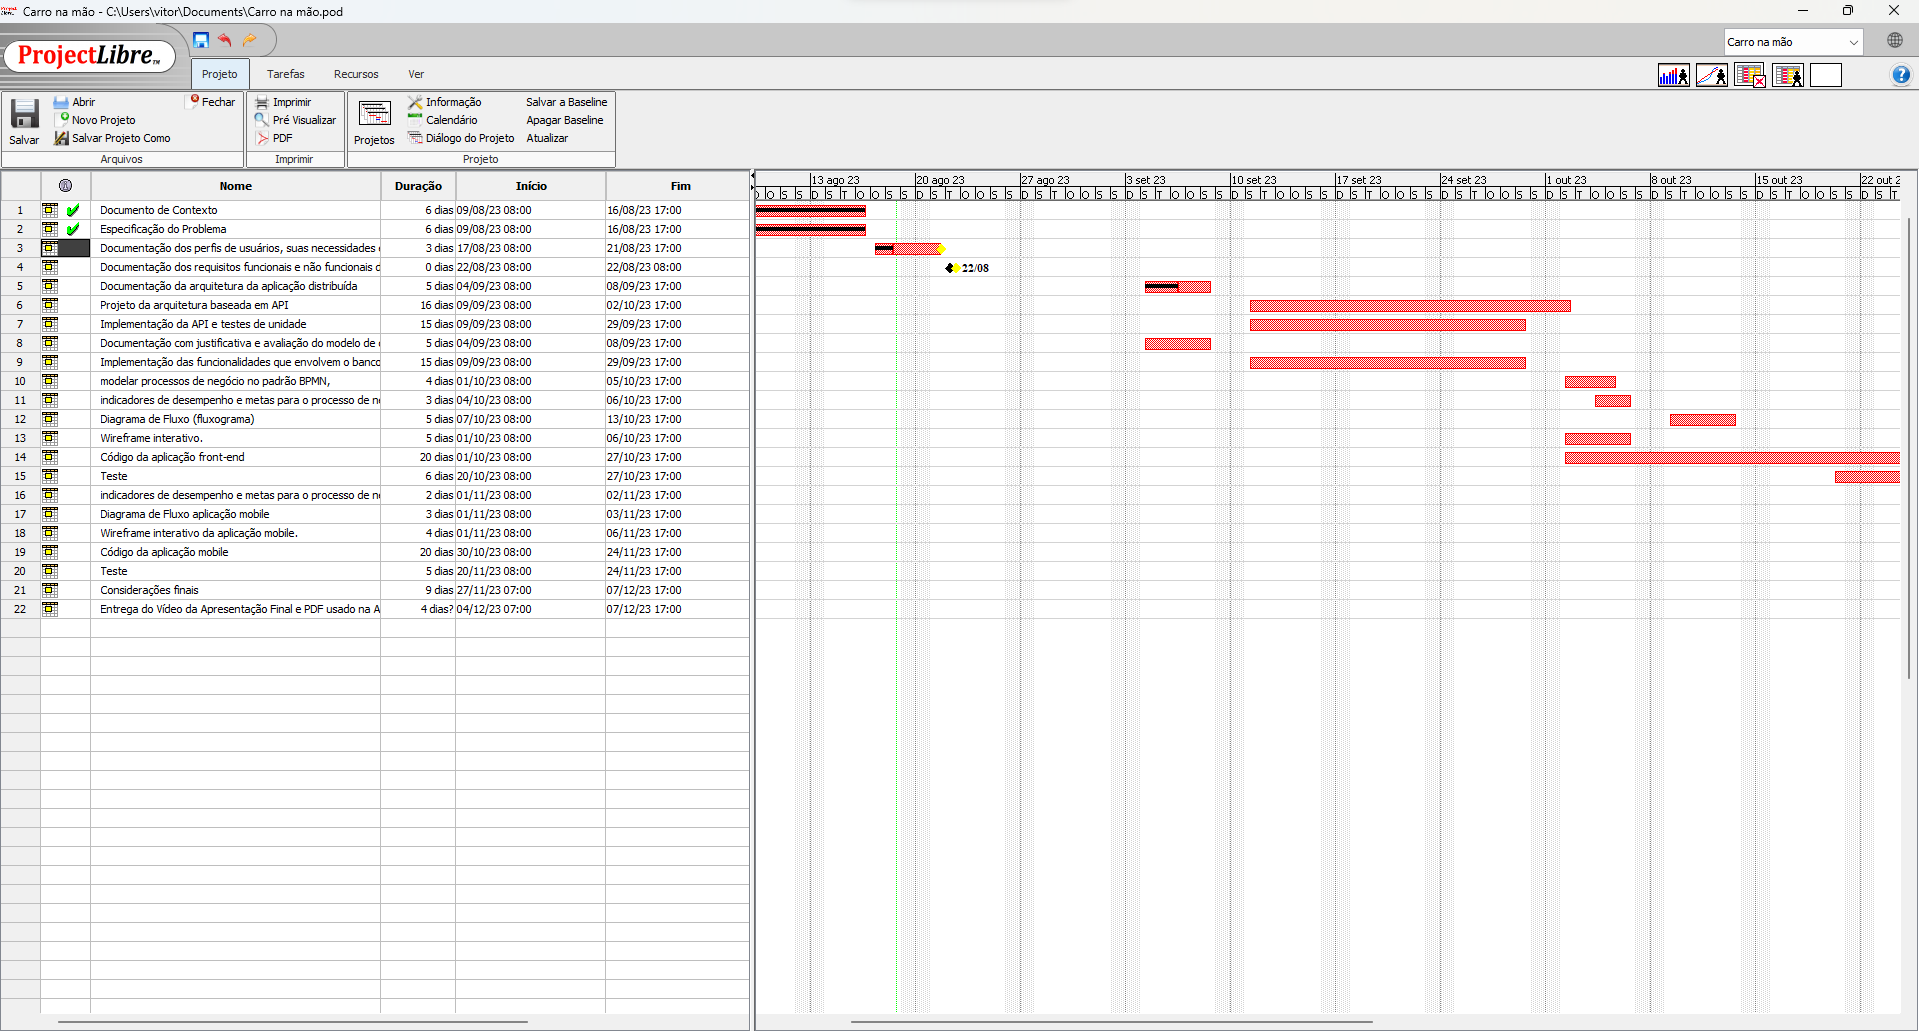 Carro na mão - C:\Users\vitor\Documents\Carro na mão.pod
ProjectLibre™
Carro na mão
Projeto Tarefas Recursos Ver
Salvar
Abrir
Novo Projeto
Salvar Projeto Como
Fechar
Arquivos
Imprimir
Pré Visualizar
PDF
Imprimir
Projetos
Informação
Calendário
Diálogo do Projeto
Salvar a Baseline
Apagar Baseline
Atualizar
Projeto
Nome Duração Início Fim
1 Documento de Contexto 6 dias 09/08/23 08:00 16/08/23 17:00
2 Especificação do Problema 6 dias 09/08/23 08:00 16/08/23 17:00
3 Documentação dos perfis de usuários, suas necessidades 3 dias 17/08/23 08:00 21/08/23 17:00
4 Documentação dos requisitos funcionais e não funcionais d 0 dias 22/08/23 08:00 22/08/23 08:00
5 Documentação da arquitetura da aplicação distribuída 5 dias 04/09/23 08:00 08/09/23 17:00
6 Projeto da arquitetura baseada em API 16 dias 09/09/23 08:00 02/10/23 17:00
7 Implementação da API e testes de unidade 15 dias 09/09/23 08:00 29/09/23 17:00
8 Documentação com justificativa e avaliação do modelo de 5 dias 04/09/23 08:00 08/09/23 17:00
9 Implementação das funcionalidades que envolvem o banco 15 dias 09/09/23 08:00 29/09/23 17:00
10 modelar processos de negócio no padrão BPMN, 4 dias 01/10/23 08:00 05/10/23 17:00
11 indicadores de desempenho e metas para o processo de n 3 dias 04/10/23 08:00 06/10/23 17:00
12 Diagrama de Fluxo (fluxograma) 5 dias 07/10/23 08:00 13/10/23 17:00
13 Wireframe interativo. 5 dias 01/10/23 08:00 06/10/23 17:00
14 Código da aplicação front-end 20 dias 01/10/23 08:00 27/10/23 17:00
15 Teste 6 dias 20/10/23 08:00 27/10/23 17:00
16 indicadores de desempenho e metas para o processo de n 2 dias 01/11/23 08:00 02/11/23 17:00
17 Diagrama de Fluxo aplicação mobile 3 dias 01/11/23 08:00 03/11/23 17:00
18 Wireframe interativo da aplicação mobile. 4 dias 01/11/23 08:00 06/11/23 17:00
19 Código da aplicação mobile 20 dias 30/10/23 08:00 24/11/23 17:00
20 Teste 5 dias 20/11/23 08:00 24/11/23 17:00
21 Considerações finais 9 dias 27/11/23 07:00 07/12/23 17:00
22 Entrega do Vídeo da Apresentação Final e PDF usado na A 4 dias? 04/12/23 07:00 07/12/23 17:00
13 ago 23 20 ago 23 27 ago 23 3 set 23 10 set 23 17 set 23 24 set 23 1 out 23 8 out 23 15 out 23 22 out 2
Q Q S S D S T Q Q S S D S T Q Q S S D S T Q Q S S D S T Q Q S S D S T Q Q S S D S T Q Q S S D S T Q Q S S D S T Q Q S S D S T Q Q S S D S T Q Q S S D S T
22/08